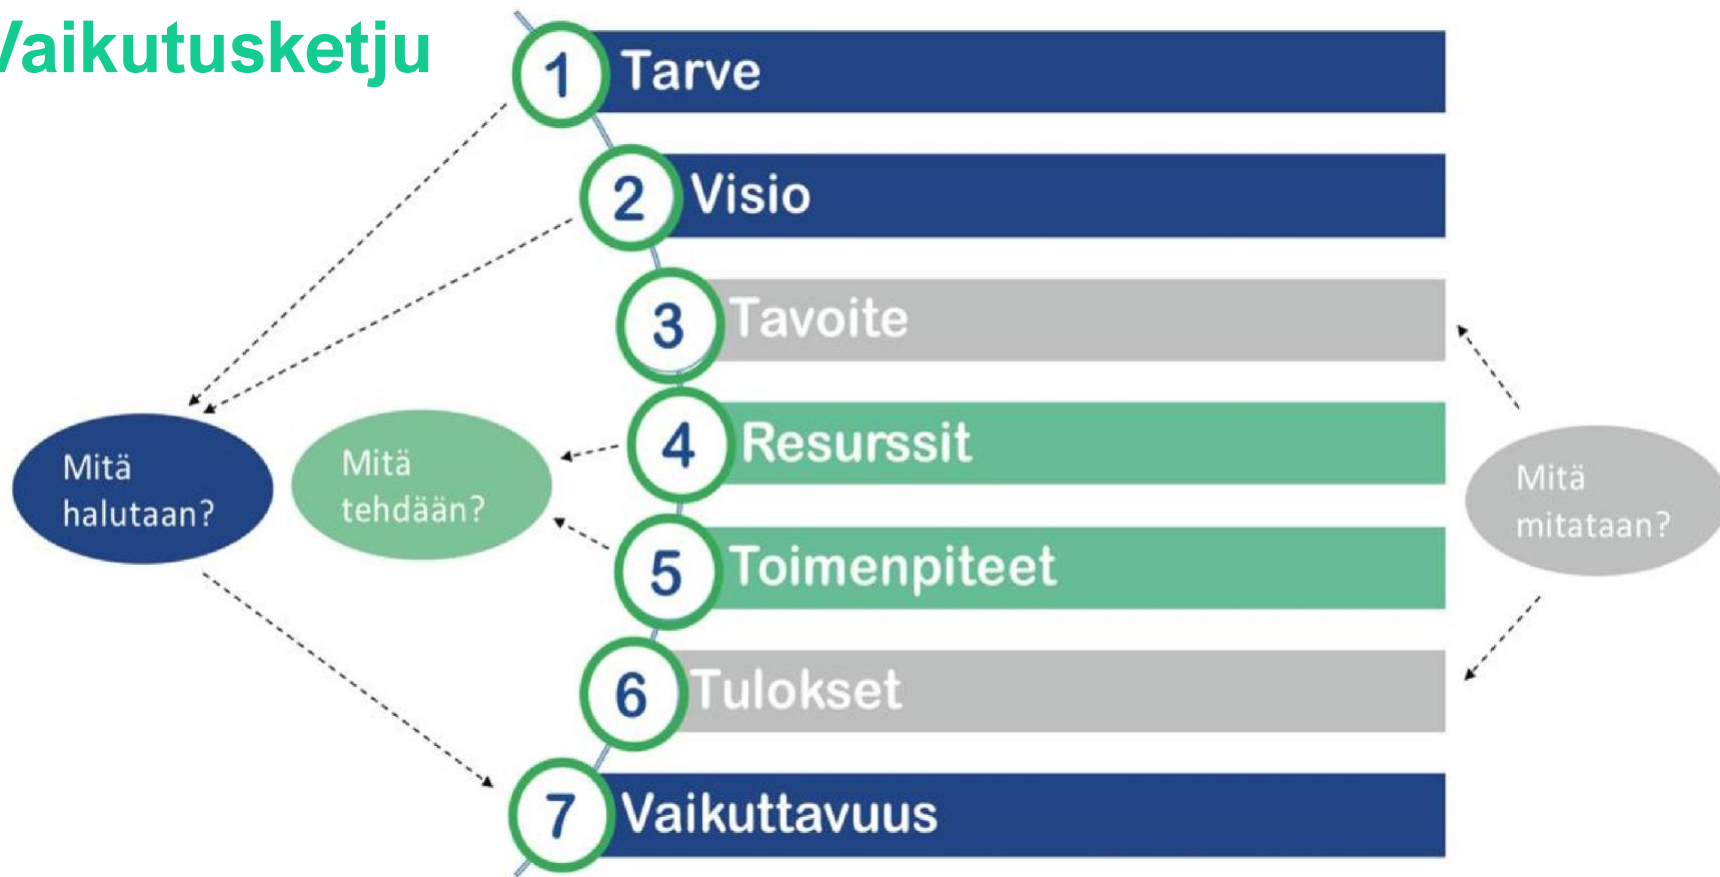 Vaikutusketju
1 Tarve
2 Visio
3 Tavoite
4 Resurssit
5 Toimenpiteet
6 Tulokset
7 Vaikuttavuus
Mitä
halutaan?
Mitä
tehdään?
Mitä
mitataan?